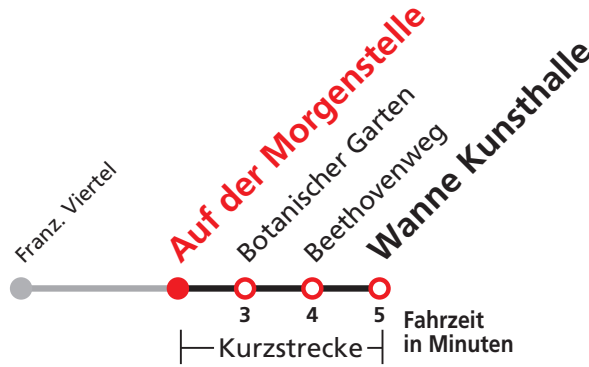 Franz. Viertel
Auf der Morgenstelle
Botanischer Garten
Beethovenweg
Wanne Kunsthalle
3
4
5
Fahrzeit
in Minuten
Kurzstrecke